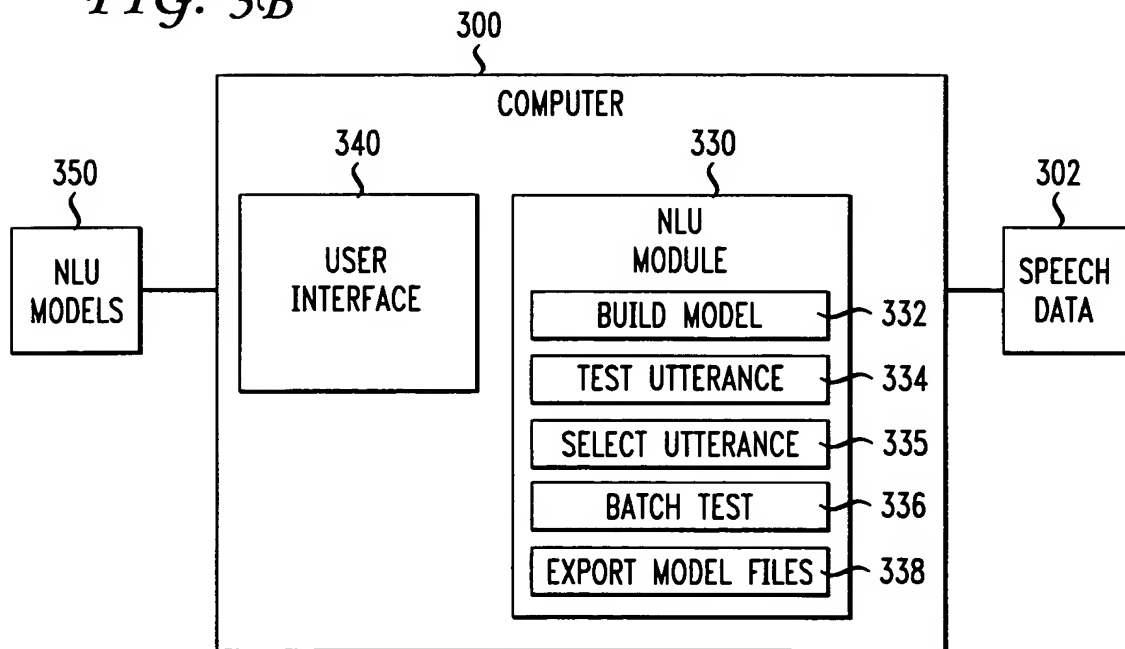 FIG. 3B
300
COMPUTER
340
330
350
302
NLU
MODULE
USER
INTERFACE
NLU
MODELS
SPEECH
DATA
BUILD MODEL
332
TEST UTTERANCE
334
SELECT UTTERANCE
335
BATCH TEST
336
EXPORT MODEL FILES
338